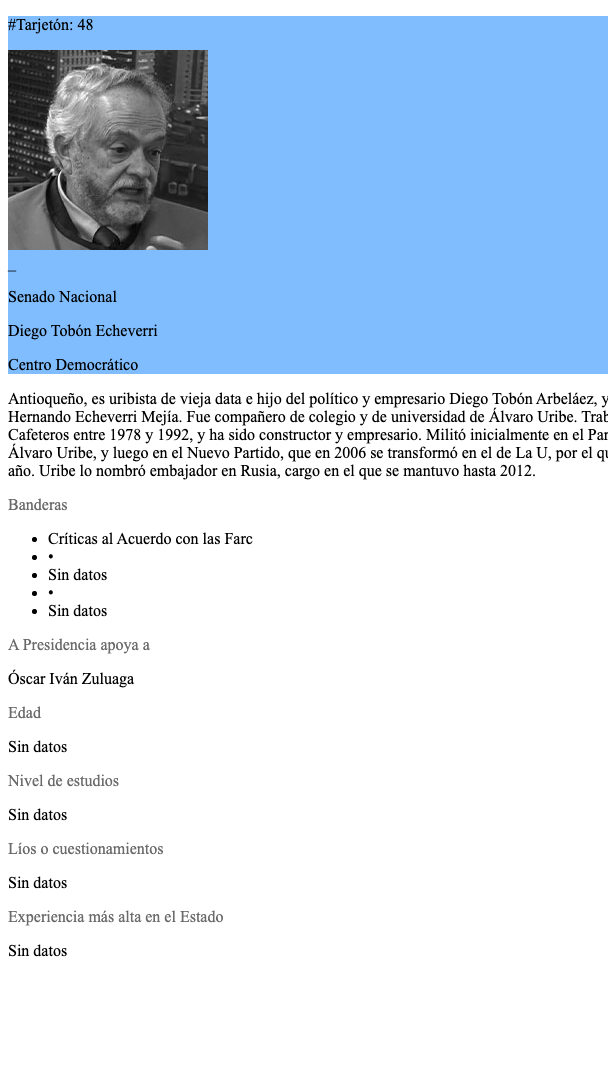 #Tarjetón: 48
_
Senado Nacional
Diego Tobón Echeverri
Centro Democrático
Antioqueño, es uribista de vieja data e hijo del político y empresario Diego Tobón Arbeláez, y
Hernando Echeverri Mejía. Fue compañero de colegio y de universidad de Álvaro Uribe.
Cafeteros entre 1978 y 1992, y ha sido constructor y empresario. Militó inicialmente en el
Álvaro Uribe, y luego en el Nuevo Partido, que en 2006 se transformó en el de La U, por el
año. Uribe lo nombró embajador en Rusia, cargo en el que se mantuvo hasta 2012.
Banderas
• Críticas al Acuerdo con las Farc
• •
• Sin datos
• •
• Sin datos
A Presidencia apoya a
Óscar Iván Zuluaga
Edad
Sin datos
Nivel de estudios
Sin datos
Líos o cuestionamientos
Sin datos
Experiencia más alta en el Estado
Sin datos